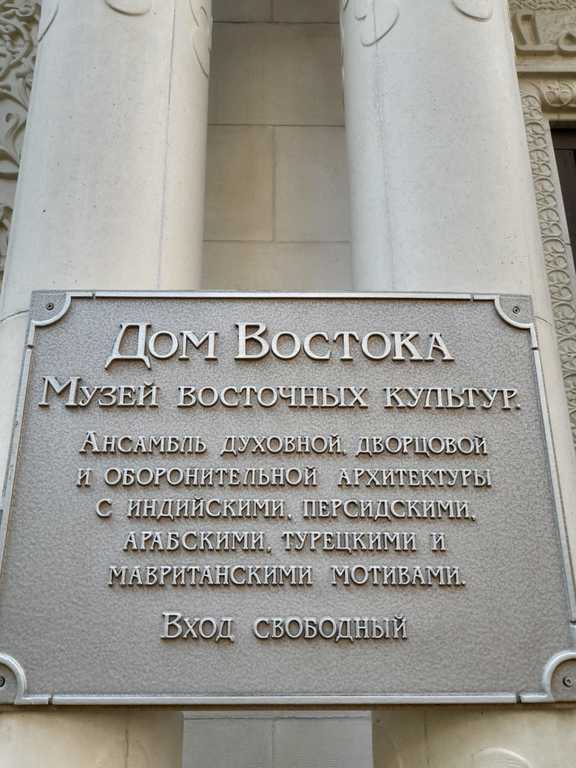 Дом Востока
Музей восточных культур.
Ансамбль духовной, дворцовой
и оборонительной архитектуры
с индийскими, персидскими,
арабскими, турецкими и
мавританскими мотивами.
Вход свободный